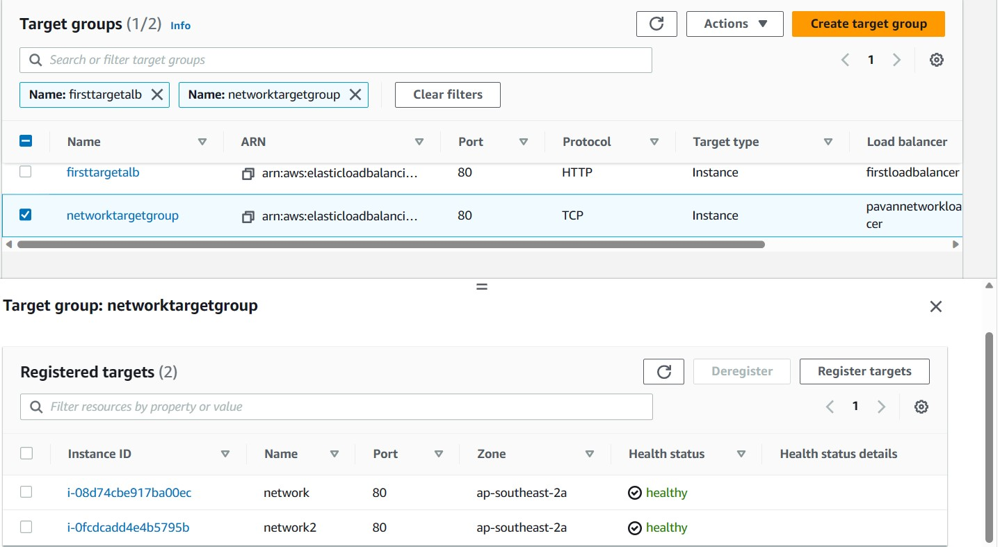 Target groups (1/2) Info
Actions
Create target group
Search or filter target groups
1
Name: firsttargetalb
Name: networktargetgroup
Clear filters
Name ARN Port Protocol Target type Load balancer
firsttargetalb arn:aws:elasticloadbalanci... 80 HTTP Instance firstloadbalancer
networktargetgroup arn:aws:elasticloadbalanci... 80 TCP Instance pavannetworkloa
cer
Target group: networktargetgroup
Registered targets (2)
Deregister
Register targets
Filter resources by property or value
1
Instance ID Name Port Zone Health status Health status details
i-08d74cbe917ba00ec network 80 ap-southeast-2a healthy
i-0fcdcadd4e4b5795b network2 80 ap-southeast-2a healthy